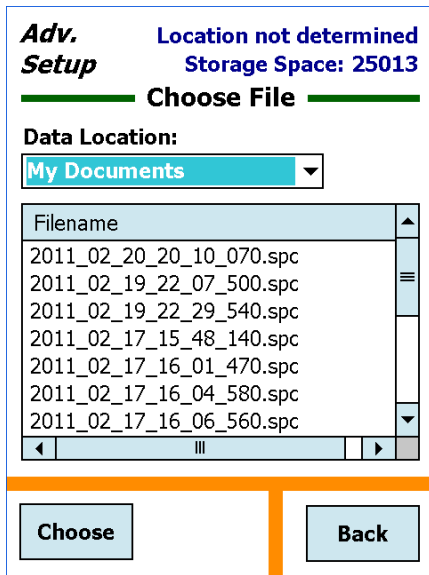 Adv. Setup
Location not determined
Storage Space: 25013
Choose File
Data Location:
My Documents
Filename
2011_02_20_20_10_070.spc
2011_02_19_22_07_500.spc
2011_02_19_22_29_540.spc
2011_02_17_15_48_140.spc
2011_02_17_16_01_470.spc
2011_02_17_16_04_580.spc
2011_02_17_16_06_560.spc
Choose
Back